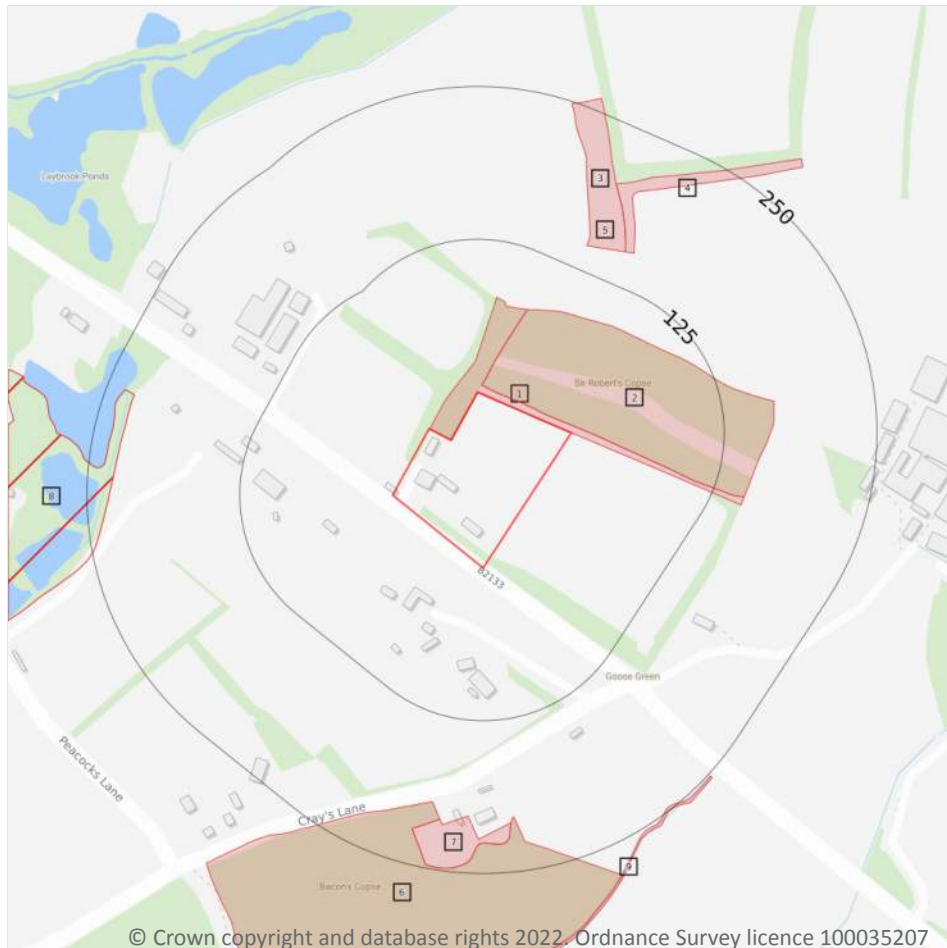 Laybrook Ponds
3
4
250
5
125
Sir Robert's Copse
1
2
8
B2133
Goose Green
Peacocks Lane
Cray's Lane
7
9
Bacon's Copse
6
© Crown copyright and database rights 2022. Ordnance Survey licence 100035207